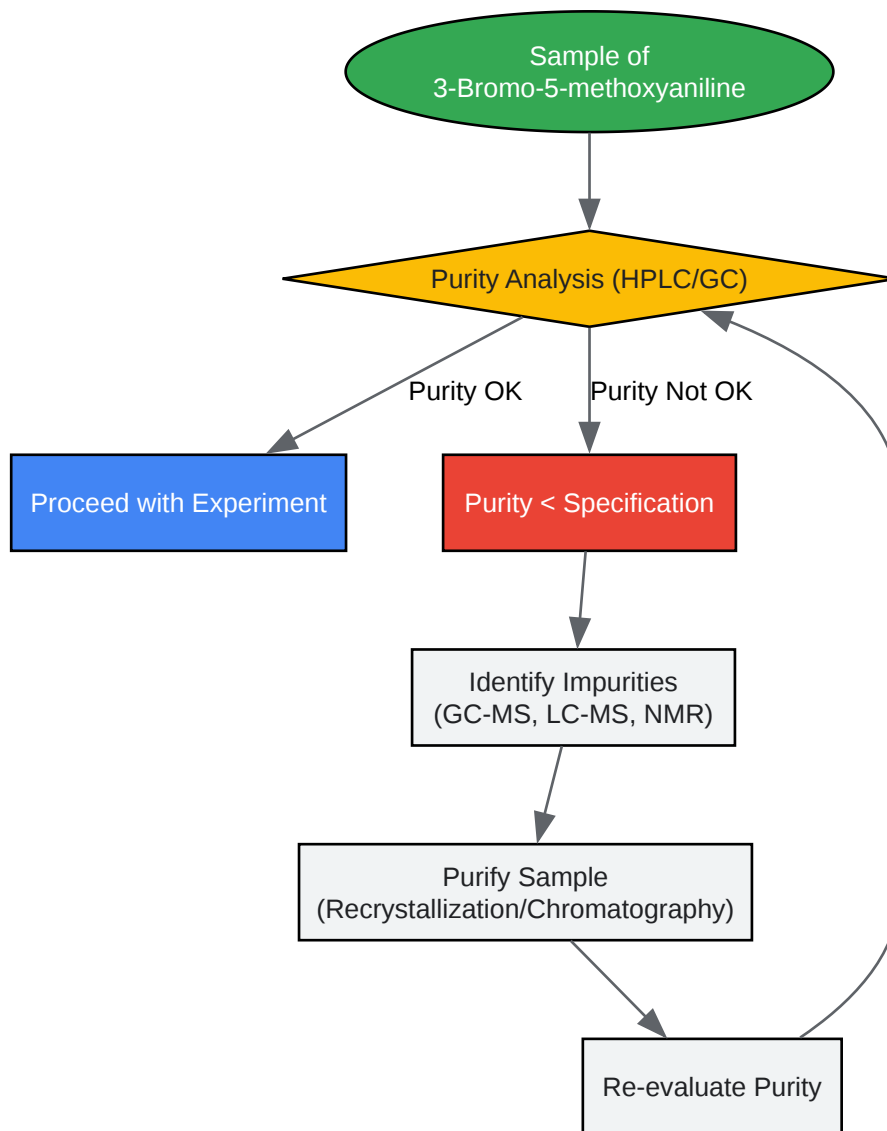 Sample of
3-Bromo-5-methoxyaniline
Purity Analysis (HPLC/GC)
Purity OK
Purity Not OK
Proceed with Experiment
Purity < Specification
Identify Impurities
(GC-MS, LC-MS, NMR)
Purify Sample
(Recrystallization/Chromatography)
Re-evaluate Purity